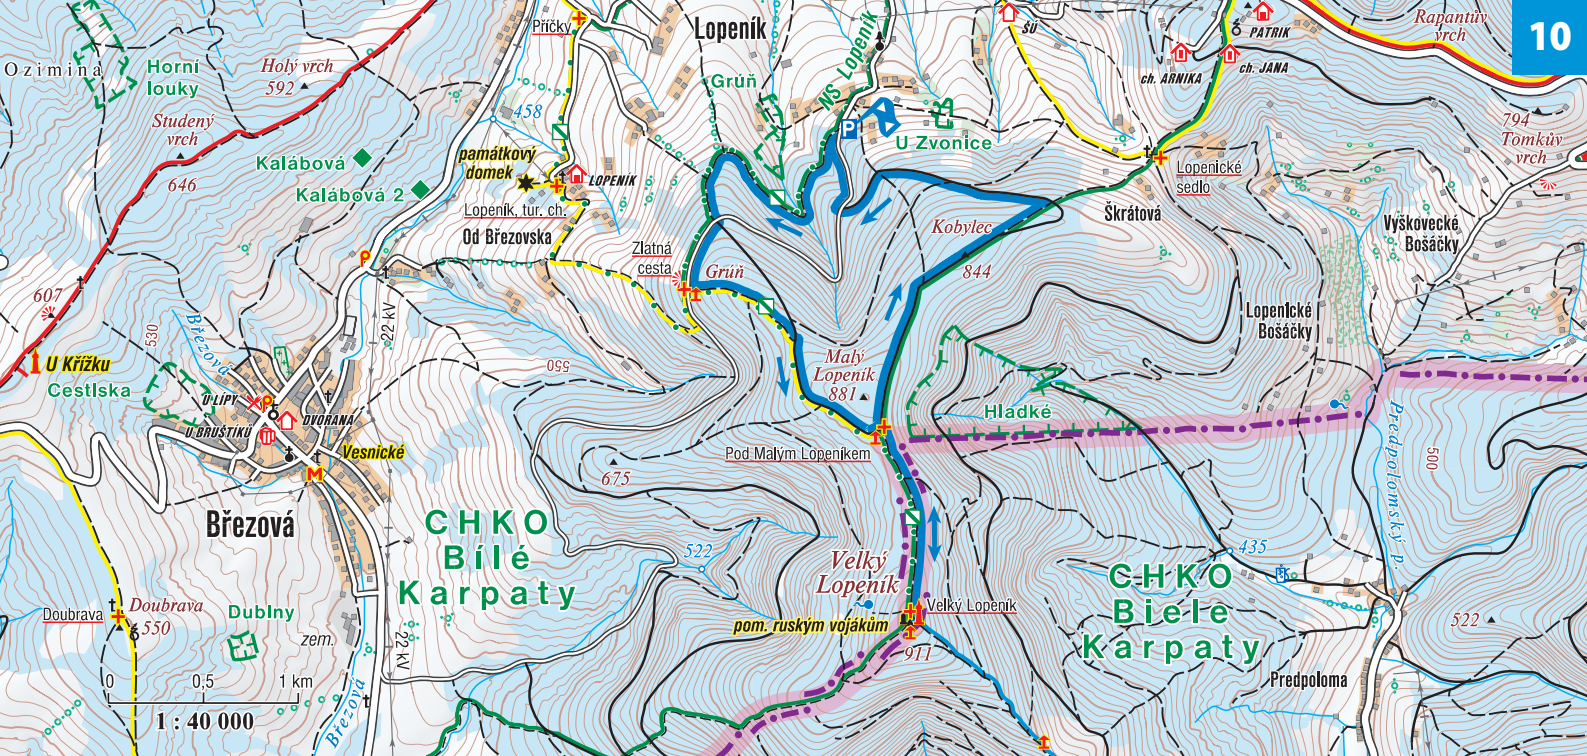 10
Příčky
Lopeník
ŠÚ
PATRIK
Rapantův
vrch
Ozimina
Horní
louky
Holý vrch
592
Grúň
NS Lopeník
ch. ARNIKA
ch. JANA
458
P
U Zvonice
794
Tomkův
vrch
Studený
vrch
646
Kalábová
Kalábová 2
památkový
domek
LOPENÍK
Lopeník, tur. ch.
Od Březovska
Lopenické
sedlo
Škrátová
Vyškovecké
Bošáčky
Zlatná
cesta
Grúň
Kobylec
844
P
607
530
Březová
22 kV
550
Lopenické
Bošáčky
U Křížku
Cestiska
U LÍPY
P
DVORANA
U BRUŠTÍKŮ
Vesnické
M
Malý
Lopeník
881
Hladké
Pod Malým Lopeníkem
675
Predpolomský p.
500
Březová
CHKO
Bílé
Karpaty
522
435
Velký
Lopeník
CHKO
Biele
Karpaty
Doubrava
Doubrava
550
Dubiny
zem.
22 kV
pom. ruským vojákům
Velký Lopeník
911
522
Predpoloma
0
0,5
1 km
1 : 40 000
Březová